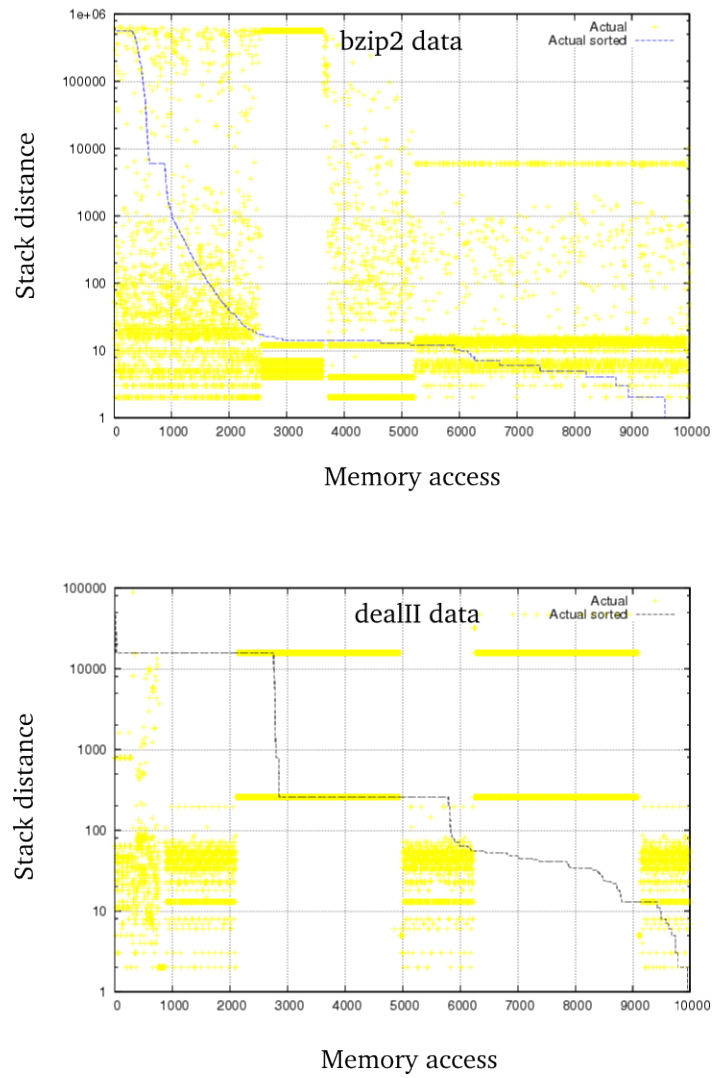 1e+06
100000
10000
1000
100
10
1
Stack distance
bzip2 data
Actual
Actual sorted
0 1000 2000 3000 4000 5000 6000 7000 8000 9000 10000
Memory access
100000
10000
1000
100
10
1
Stack distance
dealII data
Actual
Actual sorted
0 1000 2000 3000 4000 5000 6000 7000 8000 9000 10000
Memory access